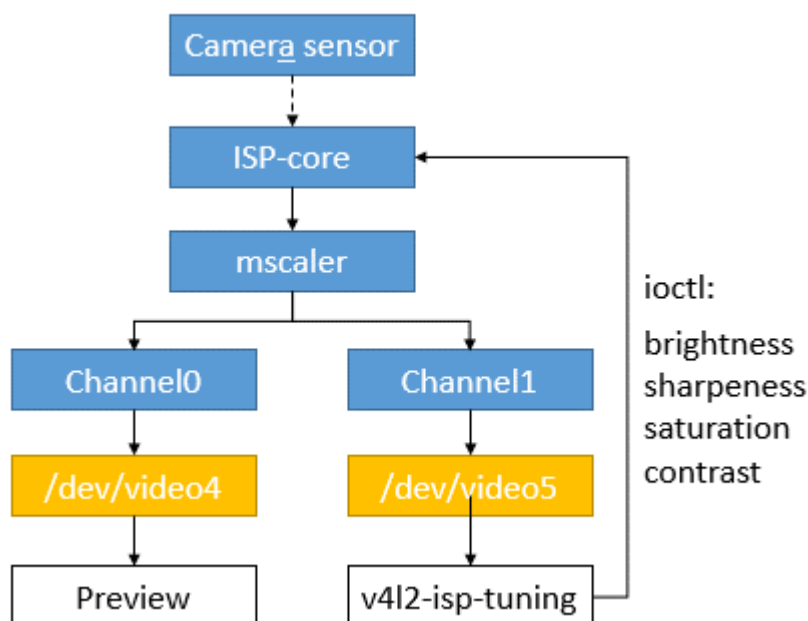 Camera sensor
ISP-core
mscaler
ioctl:
brightness
sharpeness
saturation
contrast
Channel0
Channel1
/dev/video4
/dev/video5
Preview
v4l2-isp-tuning